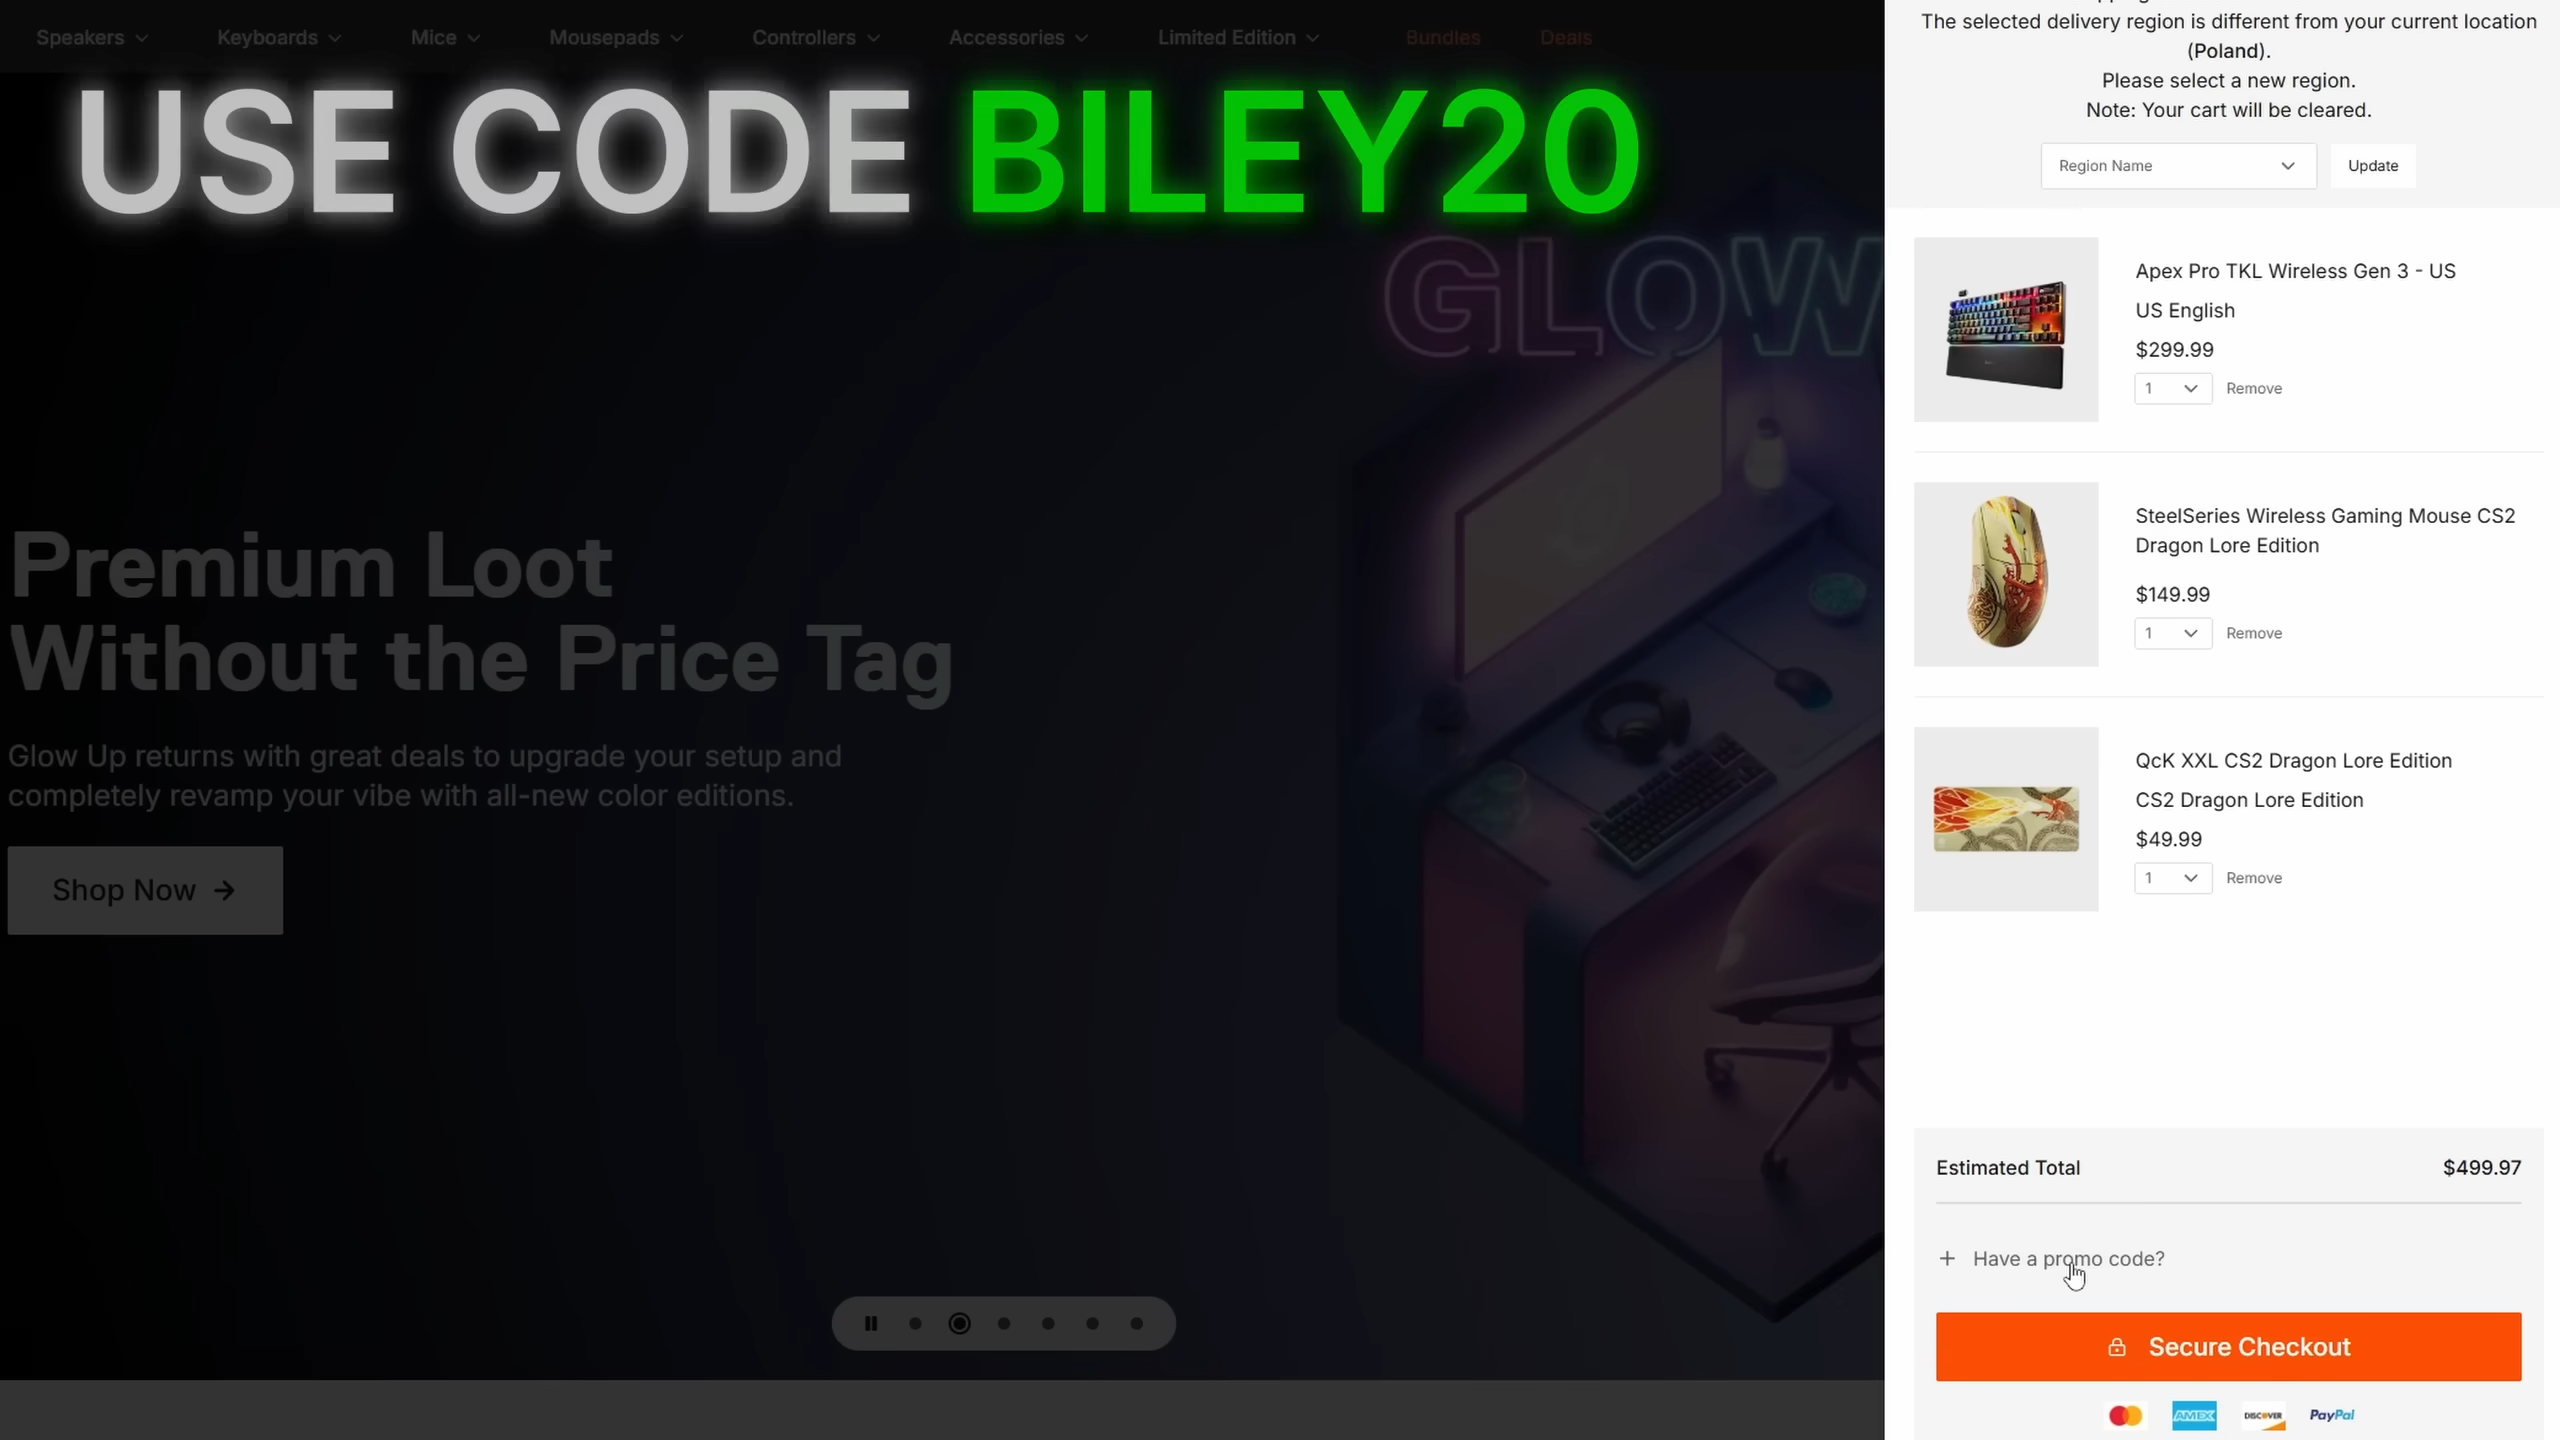 Speakers
Keyboards
Mice
Mousepads
Controllers
Accessories
Limited Edition
Bundles
Deals
USE CODE BILEY20
GLOW
Premium Loot
Without the Price Tag
Glow Up returns with great deals to upgrade your setup and
completely revamp your vibe with all-new color editions.
Shop Now
The selected delivery region is different from your current location
(Poland).
Please select a new region.
Note: Your cart will be cleared.
Region Name
Update
Apex Pro TKL Wireless Gen 3 - US
US English
$299.99
1
Remove
SteelSeries Wireless Gaming Mouse CS2
Dragon Lore Edition
$149.99
1
Remove
QcK XXL CS2 Dragon Lore Edition
CS2 Dragon Lore Edition
$49.99
1
Remove
Estimated Total
$499.97
+ Have a promo code?
Secure Checkout
AMEX
DISCOVER
PayPal